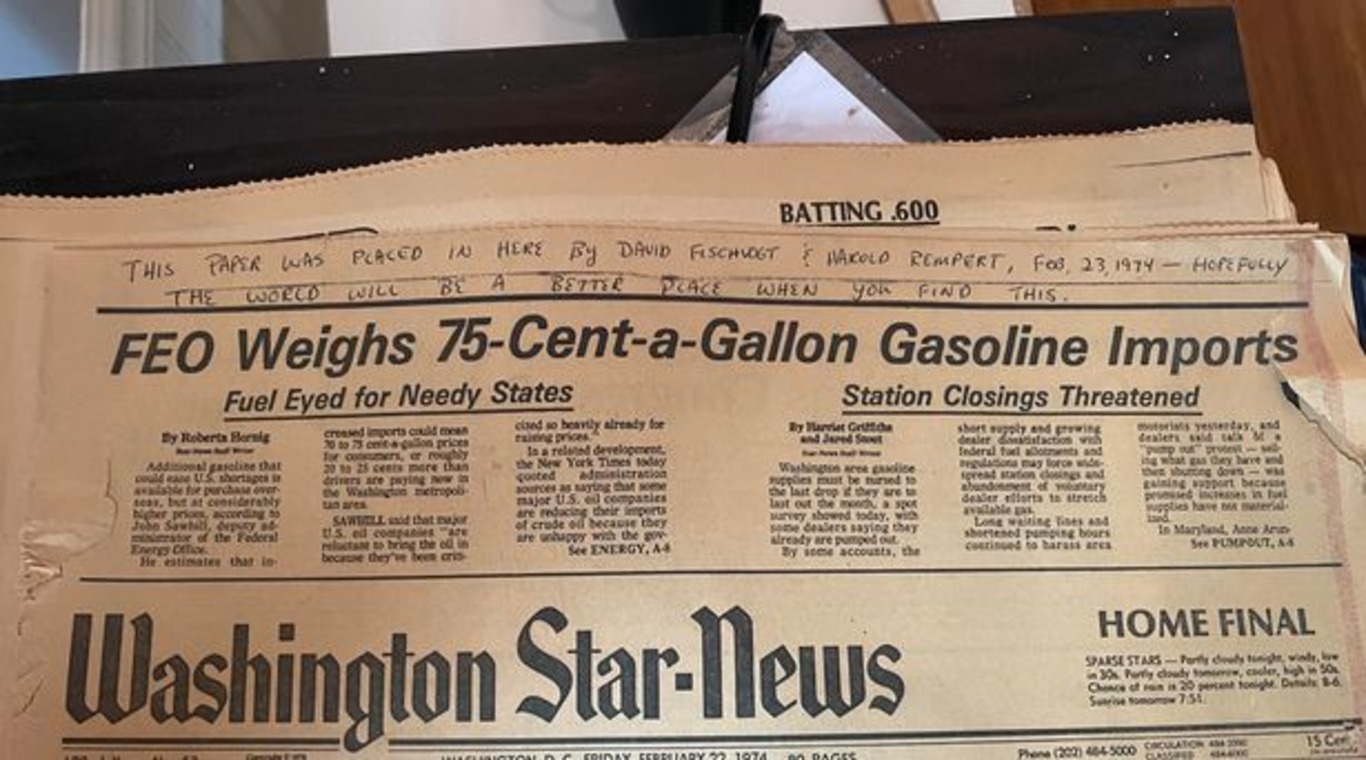 BATTING .600
THIS PAPER WAS PLACED IN HERE By DAVID FISCHVOGT & HAROLD REMPERT, FEB, 23, 1974 — HOPEFULLY
THE WORLD WILL BE A BETTER PLACE WHEN yOU FIND THIS.
FEO Weighs 75-Cent-a-Gallon Gasoline Imports
Fuel Eyed for Needy States
By Roberta Hornig
Star-News Staff Writer
Additional gasoline that
could ease U.S. shortages is
available for purchase over-
seas, but at considerably
higher prices, according to
John Sawhill, deputy ad-
ministrator of the Federal
Energy Office.
He estimates that in-
creased imports could mean
70 to 75 cent-a-gallon prices
for consumers, or roughly
20 to 25 cents more than
drivers are paying now in
the Washington metropoli-
tan area.
SAWHILL said that major
U.S. oil companies are
reluctant to bring the oil in
because they've been criti-
cized so heavily already for
raising prices."
In a related development,
the New York Times today
quoted administration
sources as saying that some
major U.S. oil companies
are reducing their imports
of crude oil because they
are unhappy with the gov-
See ENERGY, A-6
Station Closings Threatened
By Harriet Griffiths
and Jared Stout
Star-News Staff Writers
Washington area gasoline
supplies must be nursed to
the last drop if they are to
last out the month, a spot
survey showed today, with
some dealers saying they
already are pumped out.
By some accounts, the
short supply and growing
dealer dissatisfaction with
federal fuel allotments and
regulations may force wide-
spread station closings and
abandonment of voluntary
dealer efforts to stretch
available gas.
Long waiting lines and
shortened pumping hours
continued to harass area
motorists yesterday, and
dealers said talk of a
"pump out" protest — sell-
ing what gas they have and
then shutting down — was
gaining support because
promised increases in fuel
supplies have not material-
ized.
In Maryland, Anne Arun-
See PUMPOUT, A-6
Washington Star-News
HOME FINAL
SPARSE STARS — Partly cloudy tonight, windy, low
in 30s. Partly cloudy tomorrow, cooler, high in 50s.
Chance of rain is 20 percent tonight. Details: B-6.
Sunrise tomorrow 7:51.
WASHINGTON, D. C., FRIDAY, FEBRUARY 22, 1974 PAGES
Phone (202) 484-5000 CIRCULATION 484-3000
CLASSIFIED 484-6000
15 Cen